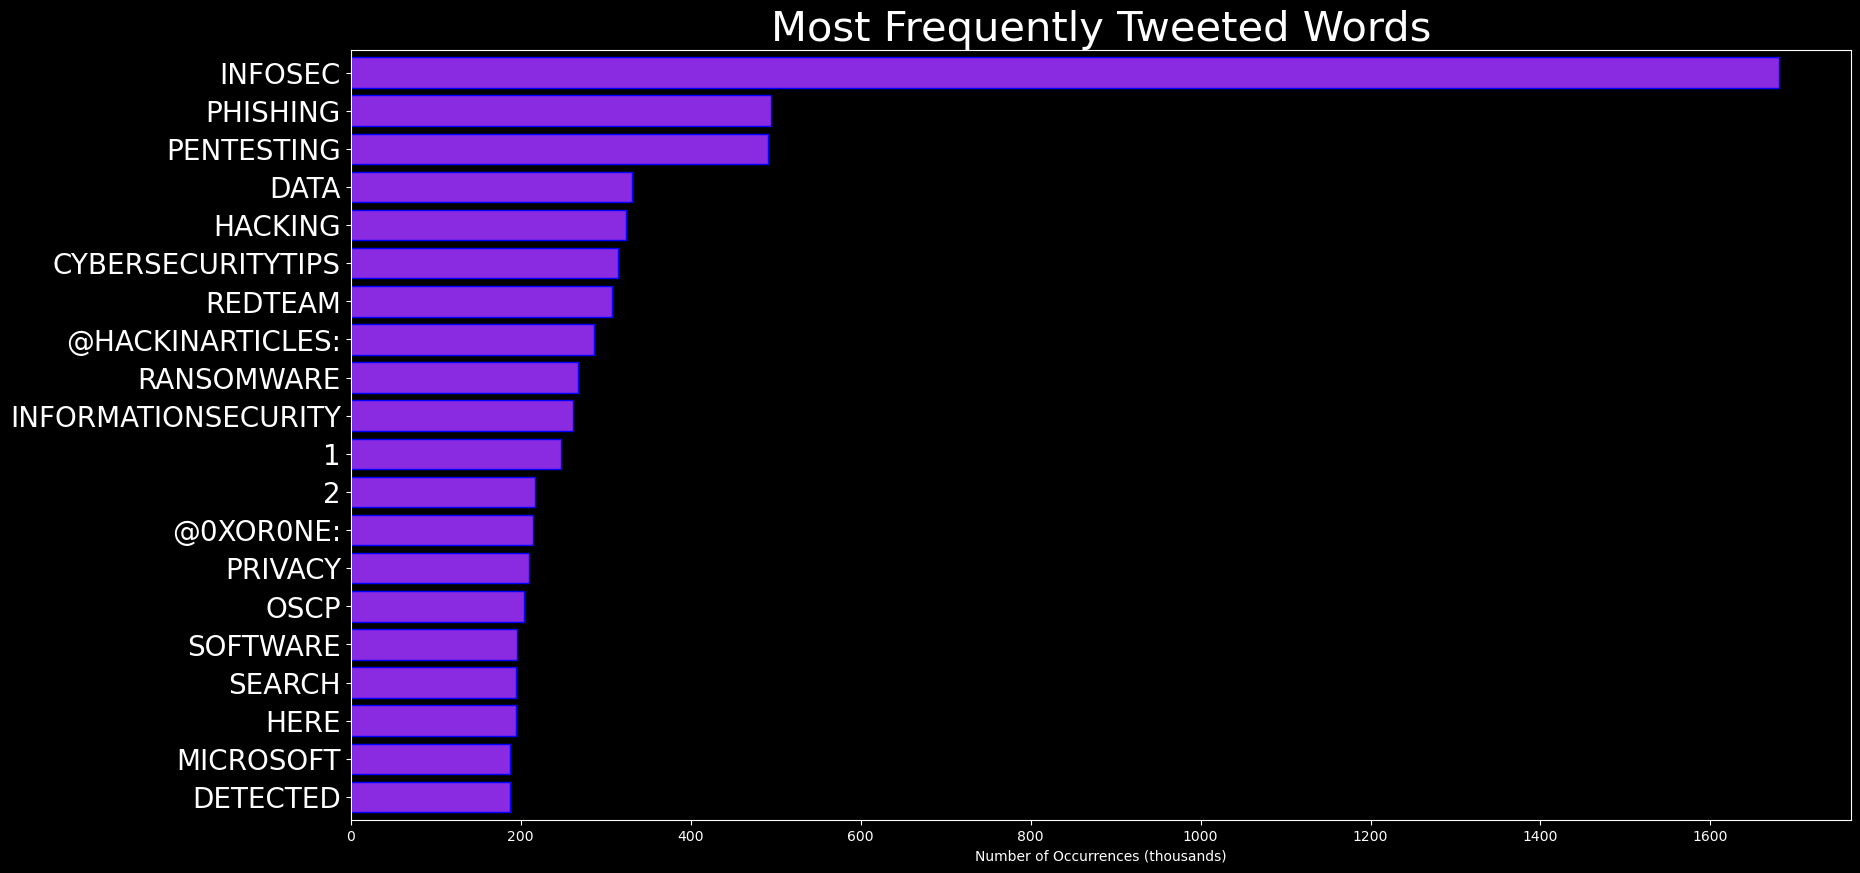 Most Frequently Tweeted Words
INFOSEC
PHISHING
PENTESTING
DATA
HACKING
CYBERSECURITYTIPS
REDTEAM
@HACKINARTICLES:
RANSOMWARE
INFORMATIONSECURITY
1
2
@0XOR0NE:
PRIVACY
OSCP
SOFTWARE
SEARCH
HERE
MICROSOFT
DETECTED
0 200 400 600 800 1000 1200 1400 1600
Number of Occurrences (thousands)